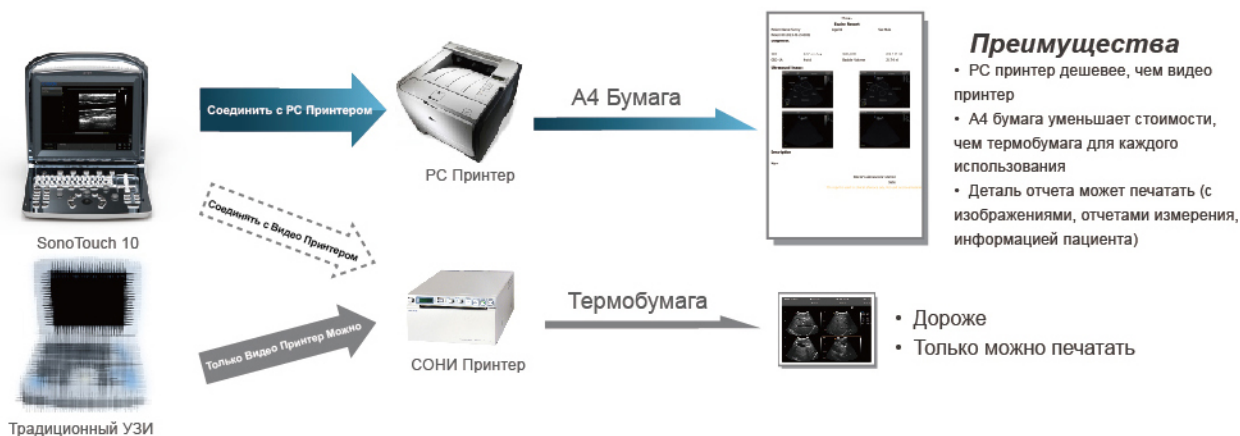 Преимущества
• PC принтер дешевее, чем видео
принтер
• А4 бумага уменьшает стоимости,
чем термобумага для каждого
использования
• Деталь отчета может печатать (с
изображениями, отчетами измерения,
информацией пациента)
Соединить с PC Принтером
А4 Бумага
PC Принтер
SonoTouch 10
Соединять с Видео Принтером
Только Видео Принтер Можно
Термобумага
СОНИ Принтер
• Дороже
• Только можно печатать
Традиционный УЗИ